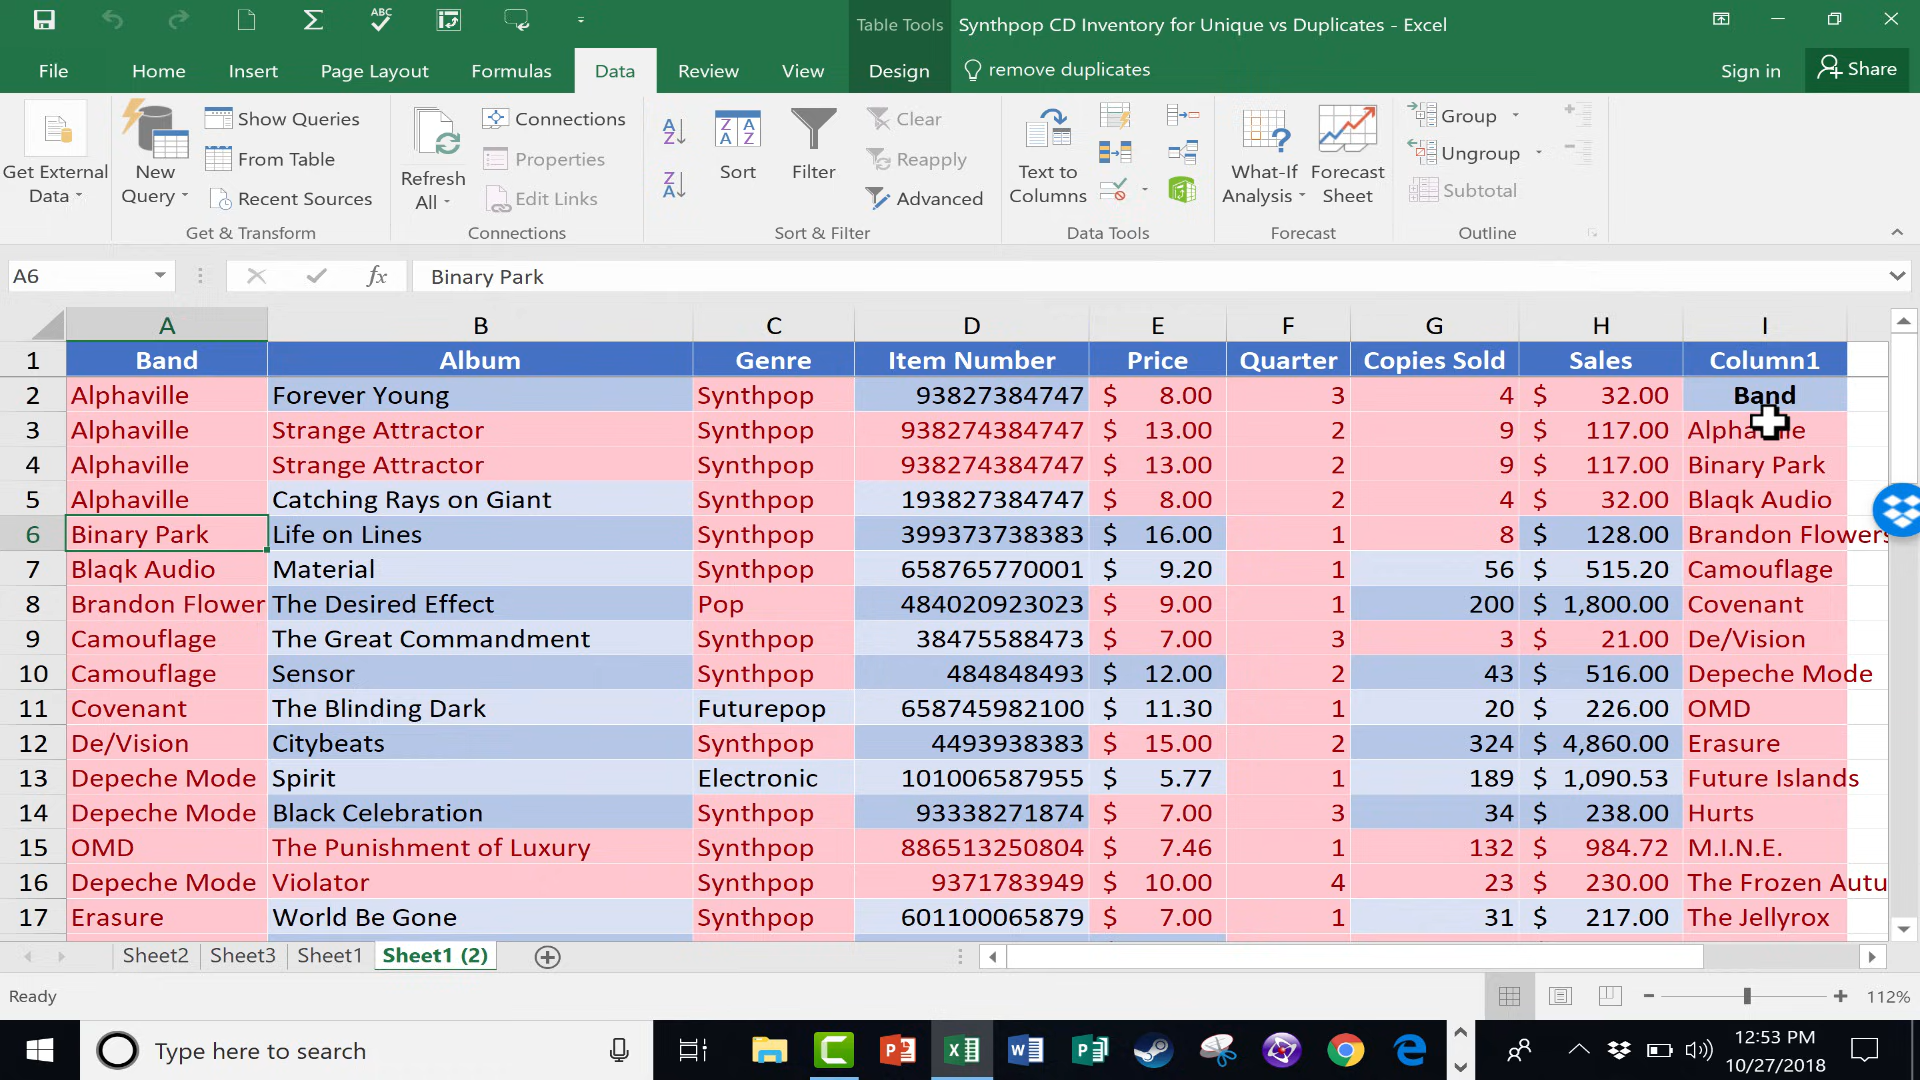 ABC
Table Tools
Synthpop CD Inventory for Unique vs Duplicates - Excel
File Home Insert Page Layout Formulas Data Review View Design remove duplicates Sign in Share
Get External Data
New Query
Show Queries
From Table
Recent Sources
Get & Transform
Refresh All
Connections
Properties
Edit Links
Connections
Sort
Filter
Clear
Reapply
Advanced
Sort & Filter
Text to Columns
Data Tools
What-If Analysis
Forecast Sheet
Forecast
Group
Ungroup
Subtotal
Outline
A6 fx Binary Park
A B C D E F G H I
1 Band Album Genre Item Number Price Quarter Copies Sold Sales Column1
2 Alphaville Forever Young Synthpop 93827384747 $ 8.00 3 4 $ 32.00 Band
3 Alphaville Strange Attractor Synthpop 938274384747 $ 13.00 2 9 $ 117.00 Alphaville
4 Alphaville Strange Attractor Synthpop 938274384747 $ 13.00 2 9 $ 117.00 Binary Park
5 Alphaville Catching Rays on Giant Synthpop 193827384747 $ 8.00 2 4 $ 32.00 Blaqk Audio
6 Binary Park Life on Lines Synthpop 399373738383 $ 16.00 1 8 $ 128.00 Brandon Flowers
7 Blaqk Audio Material Synthpop 658765770001 $ 9.20 1 56 $ 515.20 Camouflage
8 Brandon Flower The Desired Effect Pop 484020923023 $ 9.00 1 200 $ 1,800.00 Covenant
9 Camouflage The Great Commandment Synthpop 38475588473 $ 7.00 3 3 $ 21.00 De/Vision
10 Camouflage Sensor Synthpop 484848493 $ 12.00 2 43 $ 516.00 Depeche Mode
11 Covenant The Blinding Dark Futurepop 658745982100 $ 11.30 1 20 $ 226.00 OMD
12 De/Vision Citybeats Synthpop 4493938383 $ 15.00 2 324 $ 4,860.00 Erasure
13 Depeche Mode Spirit Electronic 101006587955 $ 5.77 1 189 $ 1,090.53 Future Islands
14 Depeche Mode Black Celebration Synthpop 93338271874 $ 7.00 3 34 $ 238.00 Hurts
15 OMD The Punishment of Luxury Synthpop 886513250804 $ 7.46 1 132 $ 984.72 M.I.N.E.
16 Depeche Mode Violator Synthpop 9371783949 $ 10.00 4 23 $ 230.00 The Frozen Autu
17 Erasure World Be Gone Synthpop 601100065879 $ 7.00 1 31 $ 217.00 The Jellyrox
Sheet2 Sheet3 Sheet1 Sheet1 (2)
Ready 112%
Type here to search
12:53 PM
10/27/2018